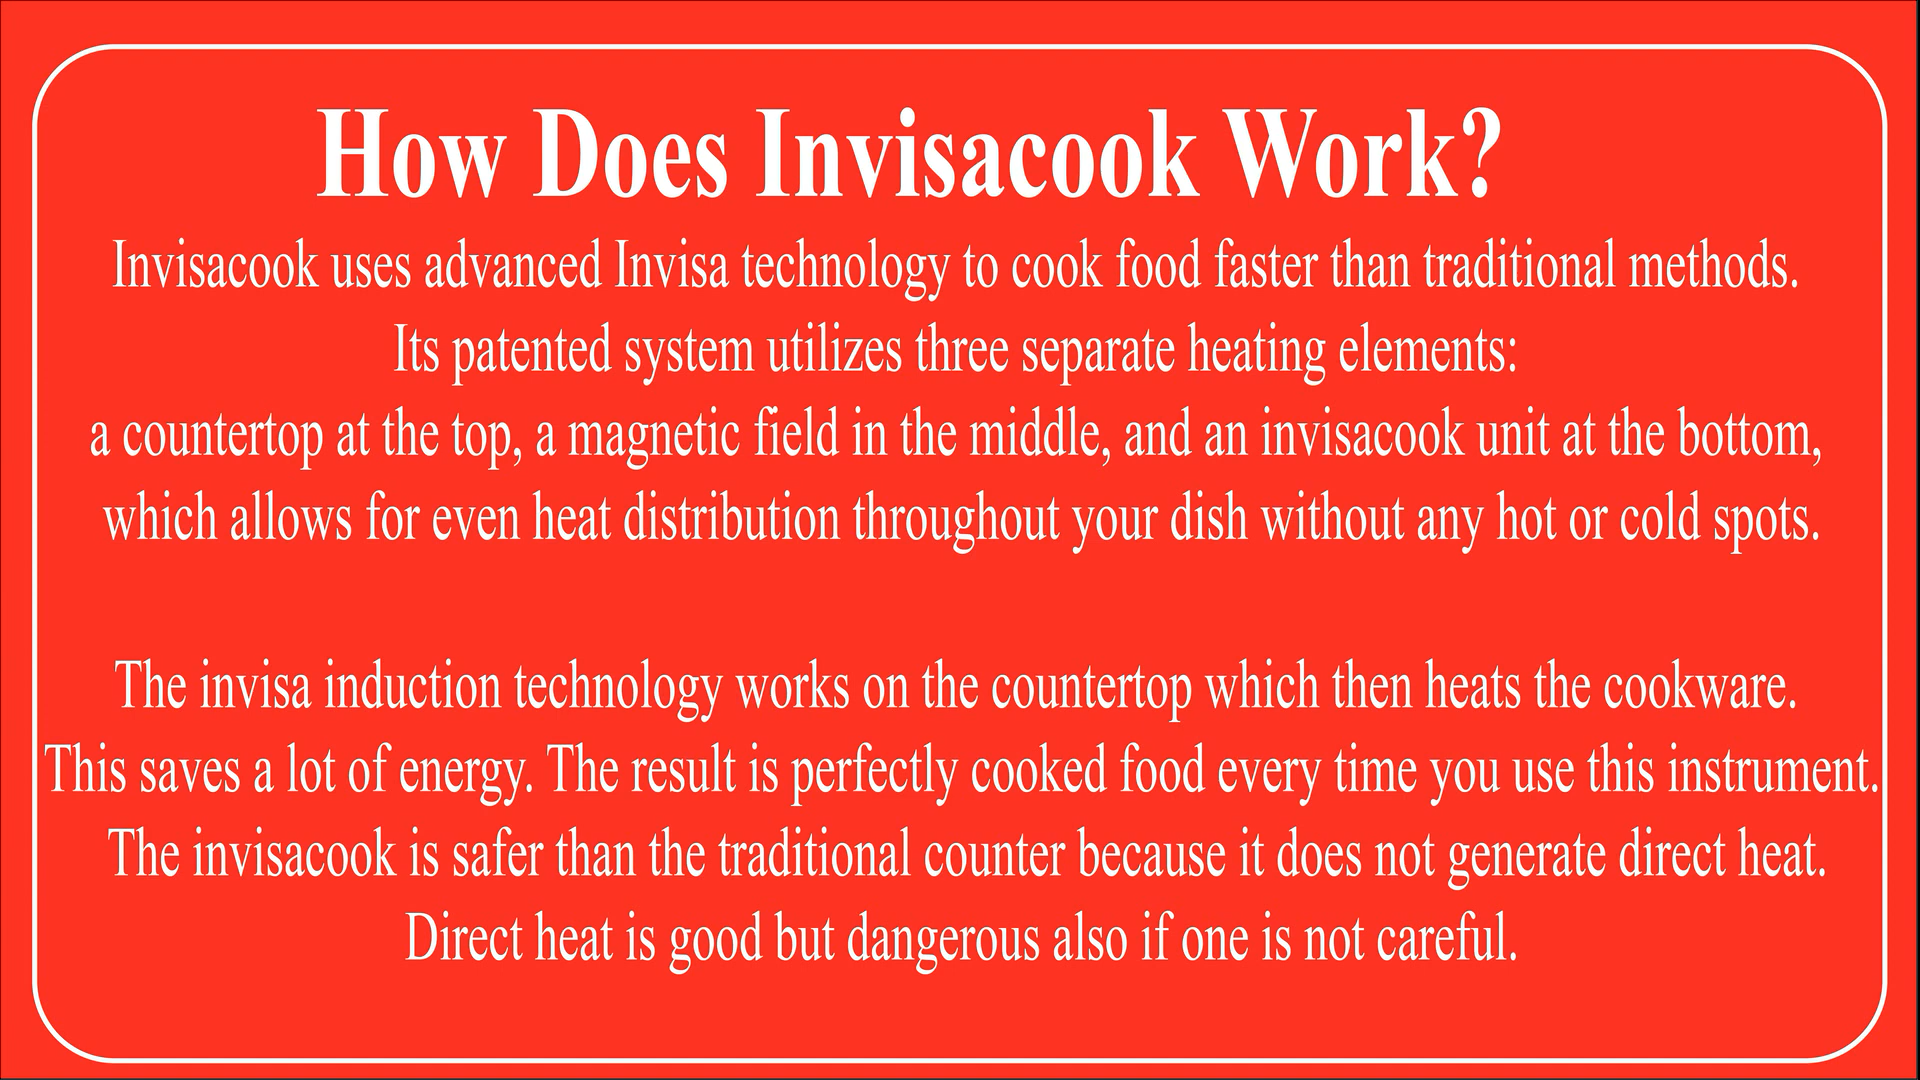 How Does Invisacook Work?
Invisacook uses advanced Invisa technology to cook food faster than traditional methods.
Its patented system utilizes three separate heating elements:
a countertop at the top, a magnetic field in the middle, and an invisacook unit at the bottom,
which allows for even heat distribution throughout your dish without any hot or cold spots.
The invisa induction technology works on the countertop which then heats the cookware.
This saves a lot of energy. The result is perfectly cooked food every time you use this instrument.
The invisacook is safer than the traditional counter because it does not generate direct heat.
Direct heat is good but dangerous also if one is not careful.